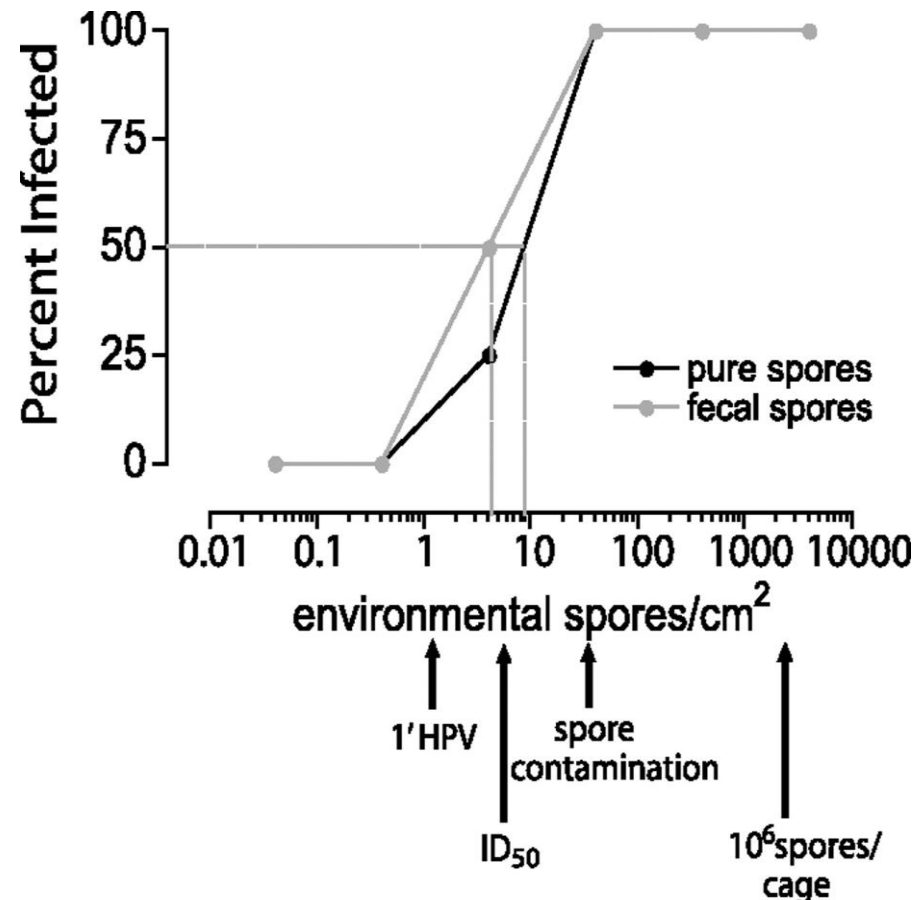 Percent Infected
100
75
50
25
0
pure spores
fecal spores
0.01 0.1 1 10 100 1000 10000
environmental spores/cm²
1′HPV
spore
contamination
ID₅₀
10⁶spores/
cage